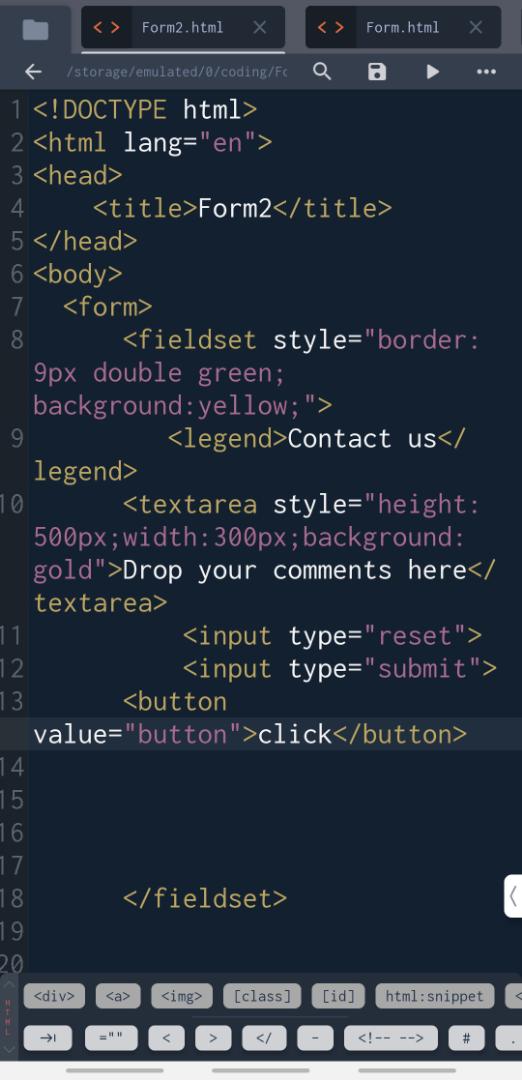 Form2.html
Form.html
/storage/emulated/0/coding/Fo
1 <!DOCTYPE html>
2 <html lang="en">
3 <head>
4 <title>Form2</title>
5 </head>
6 <body>
7 <form>
8 <fieldset style="border:
9px double green;
background:yellow;">
9 <legend>Contact us</
legend>
10 <textarea style="height:
500px;width:300px;background:
gold">Drop your comments here</
textarea>
11 <input type="reset">
12 <input type="submit">
13 <button
value="button">click</button>
14
15
16
17
18 </fieldset>
19
20
HTML
<div> <a> <img> [class] [id] html:snippet <
="" < > </ - <!-- --> # .